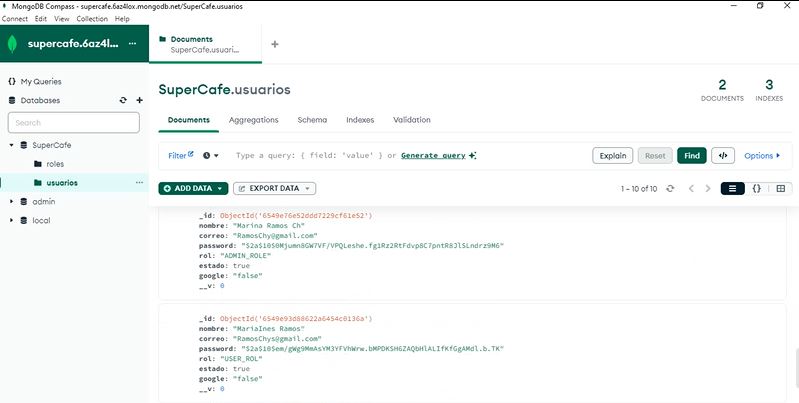 MongoDB Compass - supercafe.6az4lox.mongodb.net/SuperCafe.usuarios
Connect Edit View Collection Help
supercafe.6az4l... ...
Documents
SuperCafe.usuari...
My Queries
Databases
Search
SuperCafe
roles
usuarios ...
admin
local
SuperCafe.usuarios
2
DOCUMENTS
3
INDEXES
Documents Aggregations Schema Indexes Validation
Filter Type a query: { field: 'value' } or Generate query Explain Reset Find </> Options
ADD DATA EXPORT DATA 1 – 10 of 10 {}
_id: ObjectId('6549e76e52ddd7229cf61e52')
nombre: "Marina Ramos Ch"
correo: "RamosChy@gmail.com"
password: "$2a$10$0Mjumn8GW7VF/VPQLeshe.fg1Rz2RtFdvp8C7pntR8JlSLndrz9M6"
rol: "ADMIN_ROLE"
estado: true
google: "false"
__v: 0
_id: ObjectId('6549e93d88622a6454c0136a')
nombre: "MariaInes Ramos"
correo: "RamosChys@gmail.com"
password: "$2a$10$em/gWg9MmAsYM3YFVhWrw.bMPDKSH6ZAQbHlALIfKfGgAMdl.b.TK"
rol: "USER_ROL"
estado: true
google: "false"
__v: 0